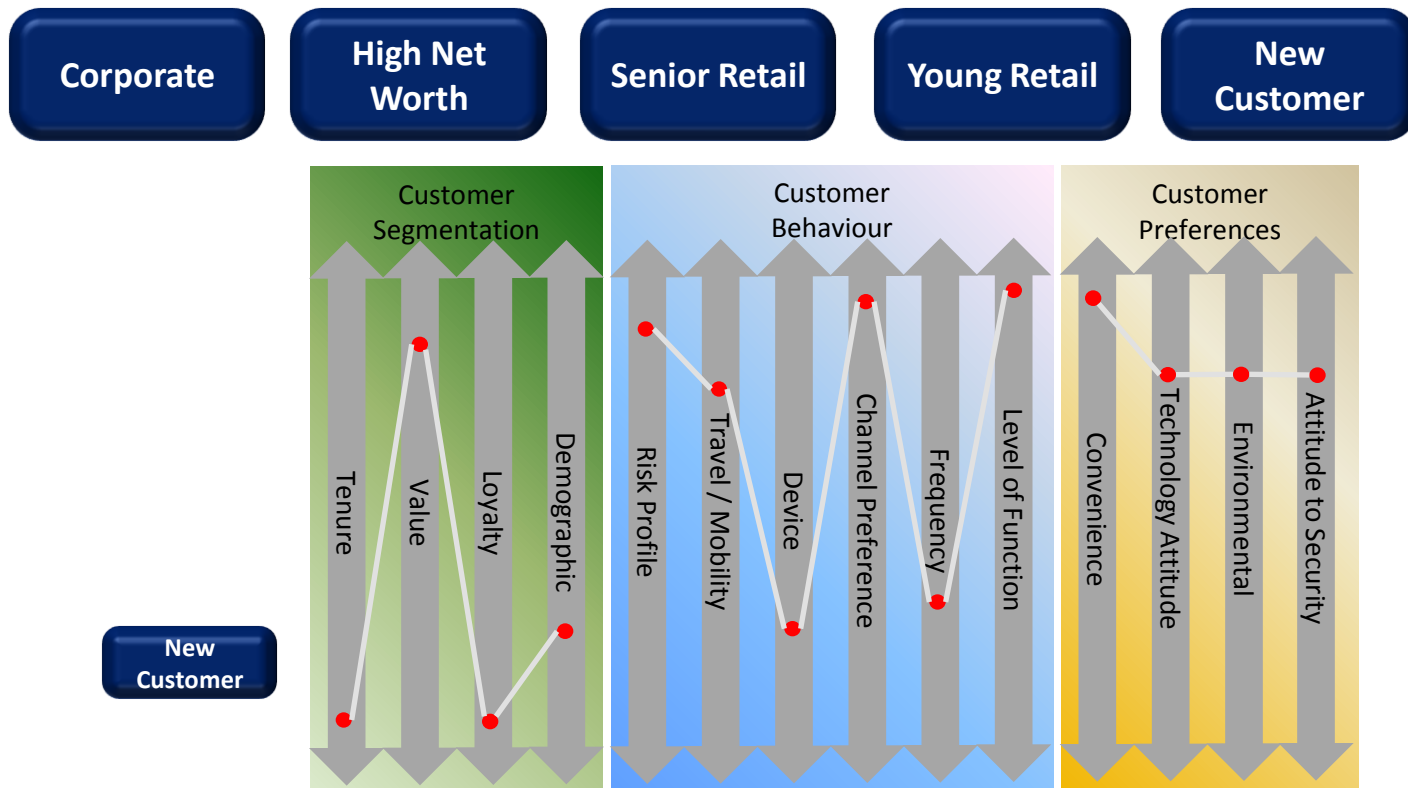 Corporate
High Net
Worth
Senior Retail
Young Retail
New
Customer
Customer
Segmentation
Customer
Behaviour
Customer
Preferences
Tenure
Value
Loyalty
Demographic
Risk Profile
Travel / Mobility
Device
Channel Preference
Frequency
Level of Function
Convenience
Technology Attitude
Environmental
Attitude to Security
New
Customer